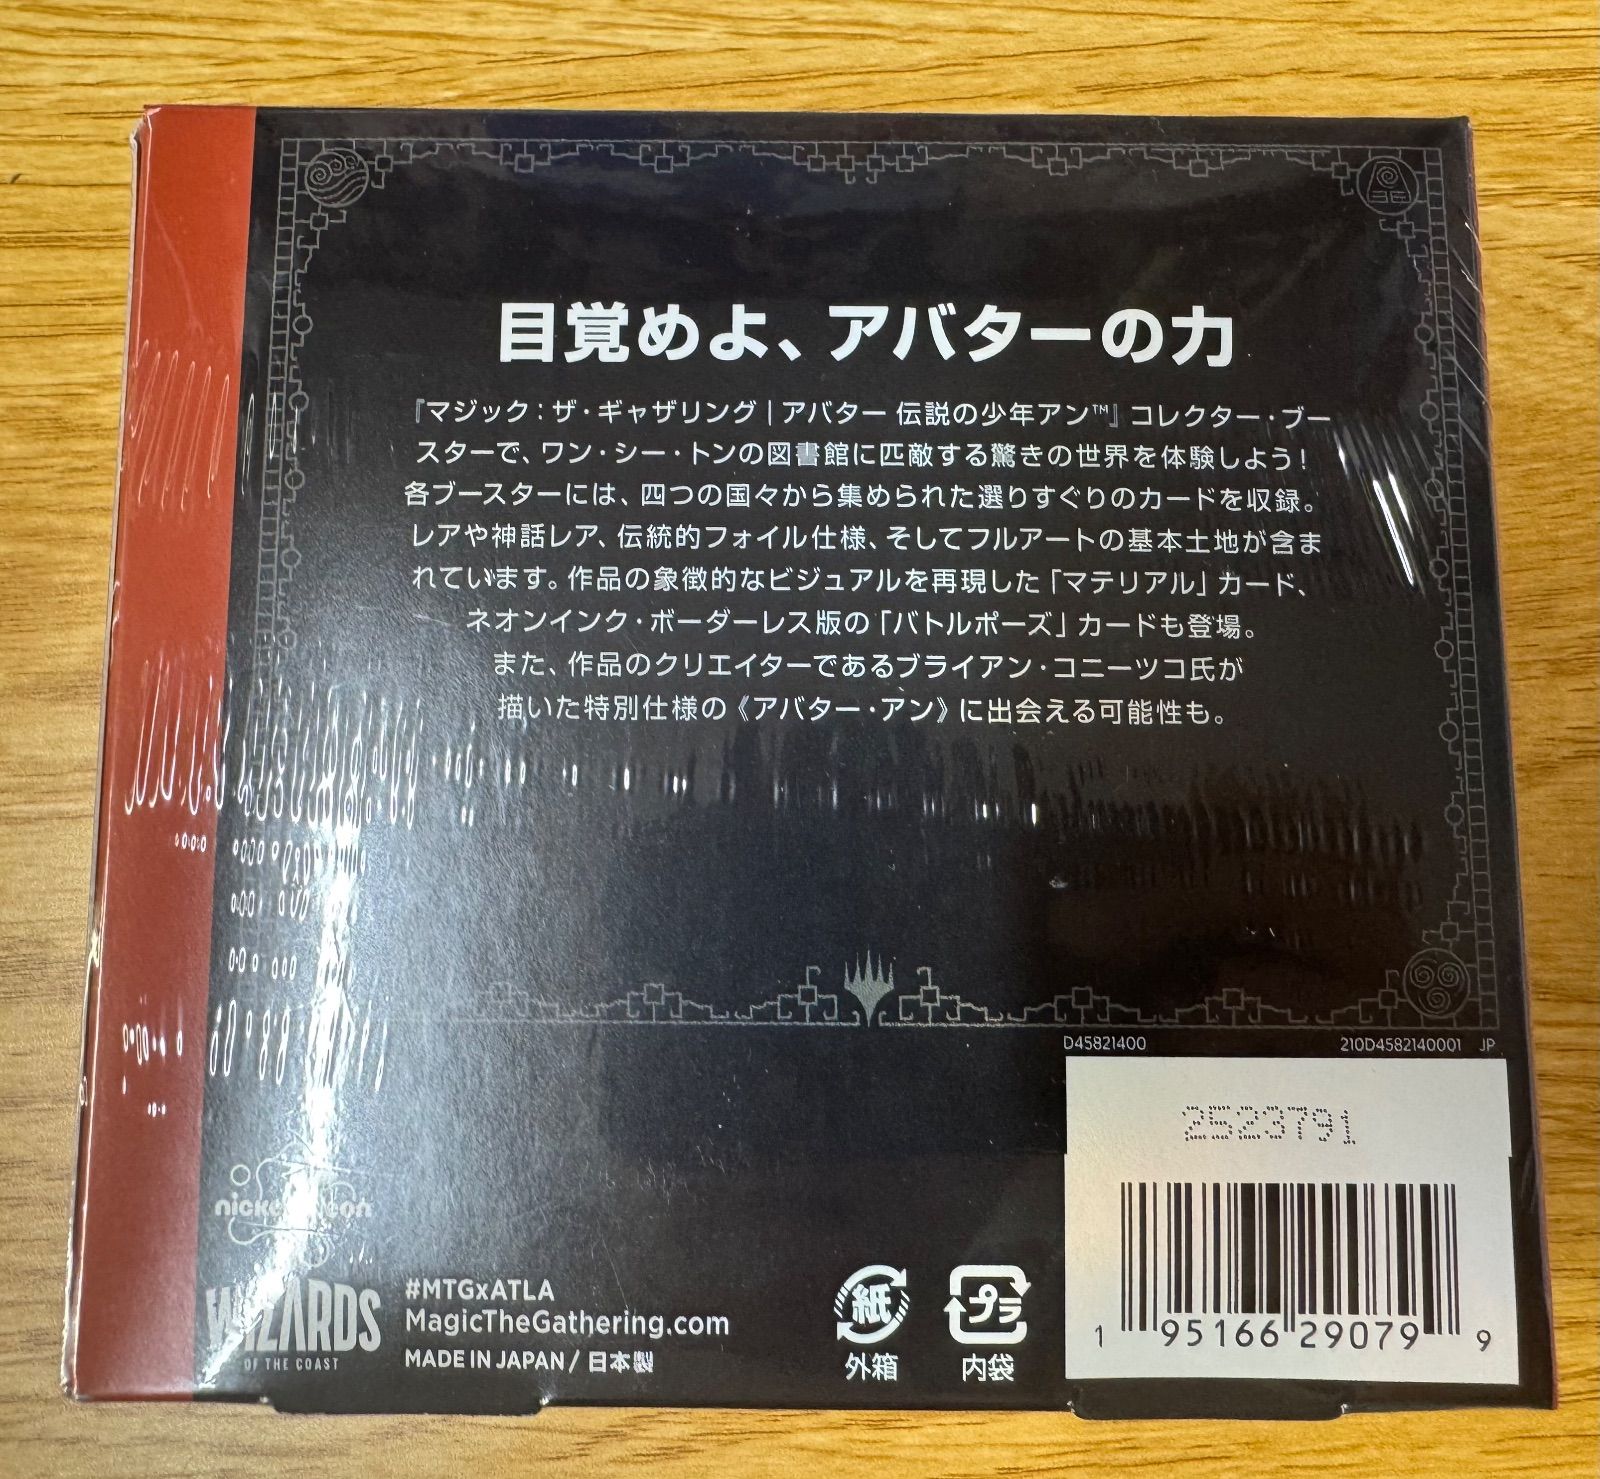 目覚めよ、アバターの力
『マジック：ザ・ギャザリング｜アバター 伝説の少年アン™』コレクター・ブー
スターで、ワン・シー・トンの図書館に匹敵する驚きの世界を体験しよう！
各ブースターには、四つの国々から集められた選りすぐりのカードを収録。
レアや神話レア、伝統的フォイル仕様、そしてフルアートの基本土地が含ま
れています。作品の象徴的なビジュアルを再現した「マテリアル」カード、
ネオンインク・ボーダーレス版の「バトルポーズ」カードも登場。
また、作品のクリエイターであるブライアン・コニーツコ氏が
描いた特別仕様の《アバター・アン》に出会える可能性も。
D45821400
210D4582140001 JP
2523791
1 95166 29079 9
nickelodeon
WIZARDS
OF THE COAST
#MTGxATLA
MagicTheGathering.com
MADE IN JAPAN / 日本製
紙
外箱
プラ
内袋